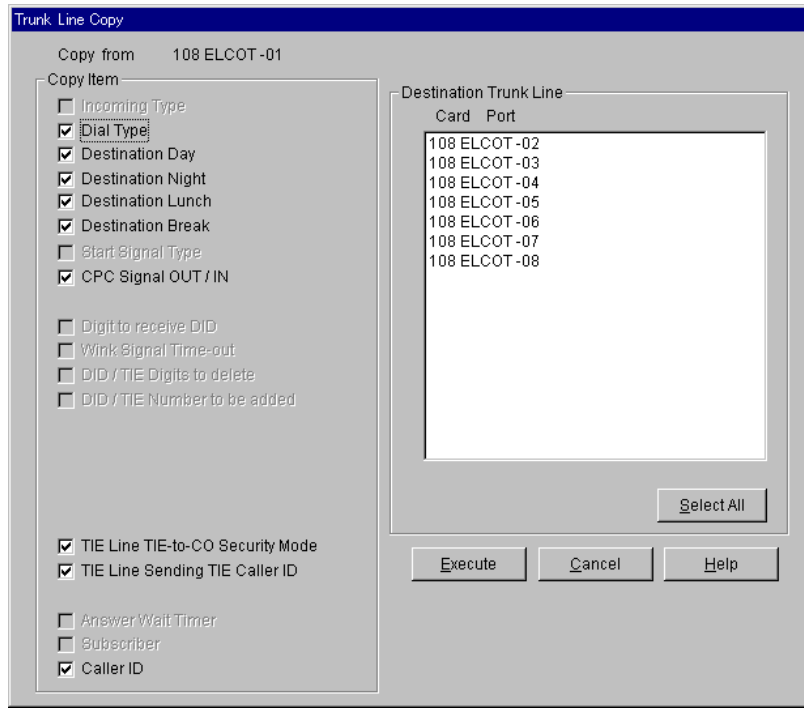 Trunk Line Copy
Copy from 108 ELCOT -01
Copy Item
Incoming Type
Dial Type
Destination Day
Destination Night
Destination Lunch
Destination Break
Start Signal Type
CPC Signal OUT / IN
Digit to receive DID
Wink Signal Time-out
DID / TIE Digits to delete
DID / TIE Number to be added
TIE Line TIE-to-CO Security Mode
TIE Line Sending TIE Caller ID
Answer Wait Timer
Subscriber
Caller ID
Destination Trunk Line
Card Port
108 ELCOT -02
108 ELCOT -03
108 ELCOT -04
108 ELCOT -05
108 ELCOT -06
108 ELCOT -07
108 ELCOT -08
Select All
Execute Cancel Help